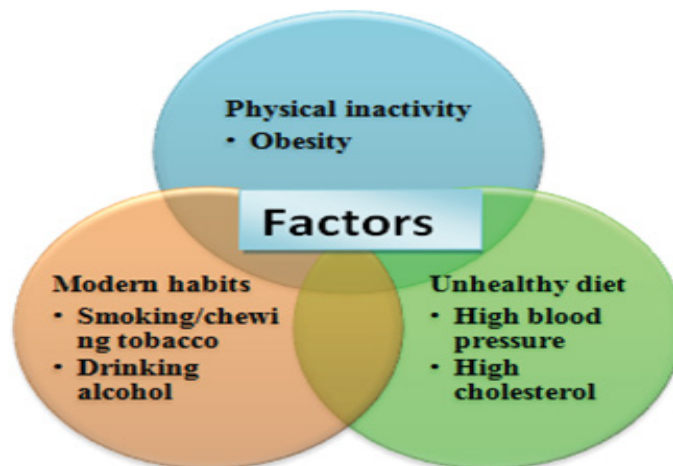 Physical inactivity
• Obesity
Factors
Modern habits
• Smoking/chewi
ng tobacco
• Drinking
alcohol
Unhealthy diet
• High blood
pressure
• High
cholesterol